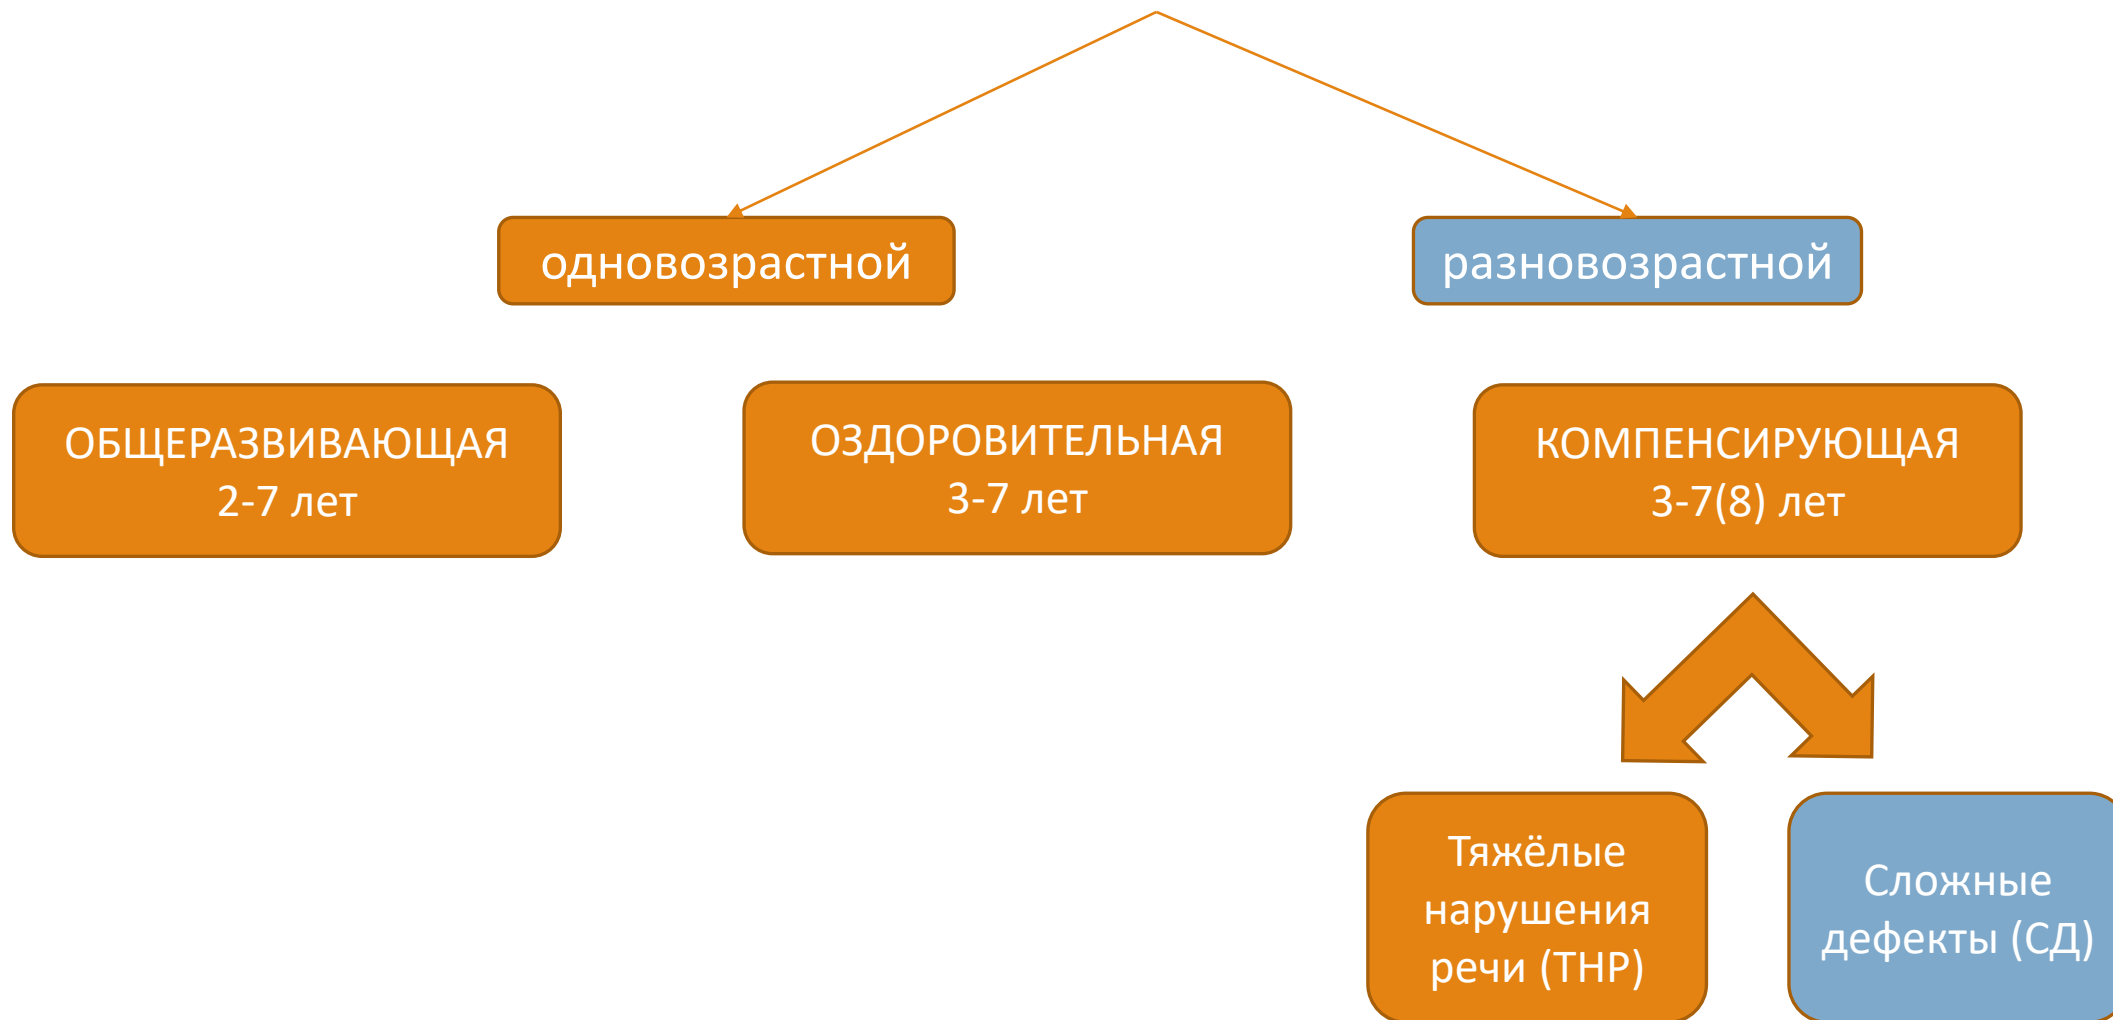 одновозрастной
разновозрастной
ОБЩЕРАЗВИВАЮЩАЯ
2-7 лет
ОЗДОРОВИТЕЛЬНАЯ
3-7 лет
КОМПЕНСИРУЮЩАЯ
3-7(8) лет
Тяжёлые
нарушения
речи (ТНР)
Сложные
дефекты (СД)